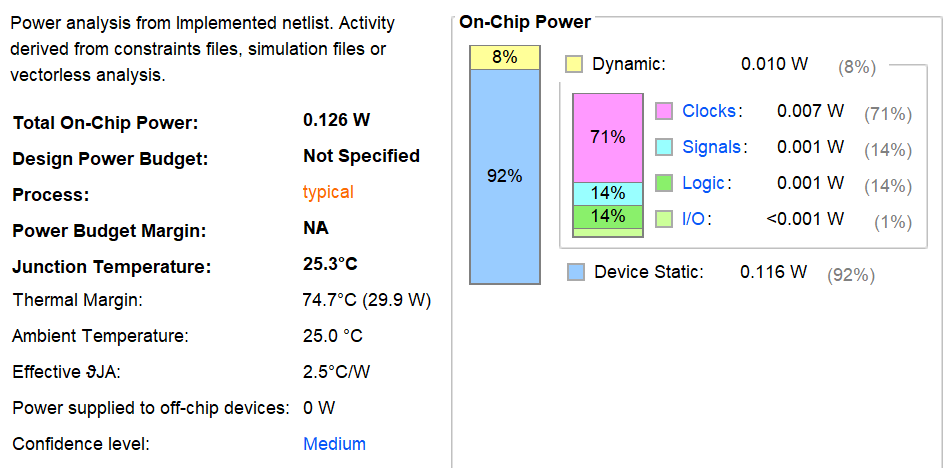 Power analysis from Implemented netlist. Activity
derived from constraints files, simulation files or
vectorless analysis.
Total On-Chip Power: 0.126 W
Design Power Budget: Not Specified
Process: typical
Power Budget Margin: NA
Junction Temperature: 25.3°C
Thermal Margin: 74.7°C (29.9 W)
Ambient Temperature: 25.0 °C
Effective ϑJA: 2.5°C/W
Power supplied to off-chip devices: 0 W
Confidence level: Medium
On-Chip Power
8%
92%
Dynamic: 0.010 W (8%)
71%
14%
14%
Clocks: 0.007 W (71%)
Signals: 0.001 W (14%)
Logic: 0.001 W (14%)
I/O: <0.001 W (1%)
Device Static: 0.116 W (92%)